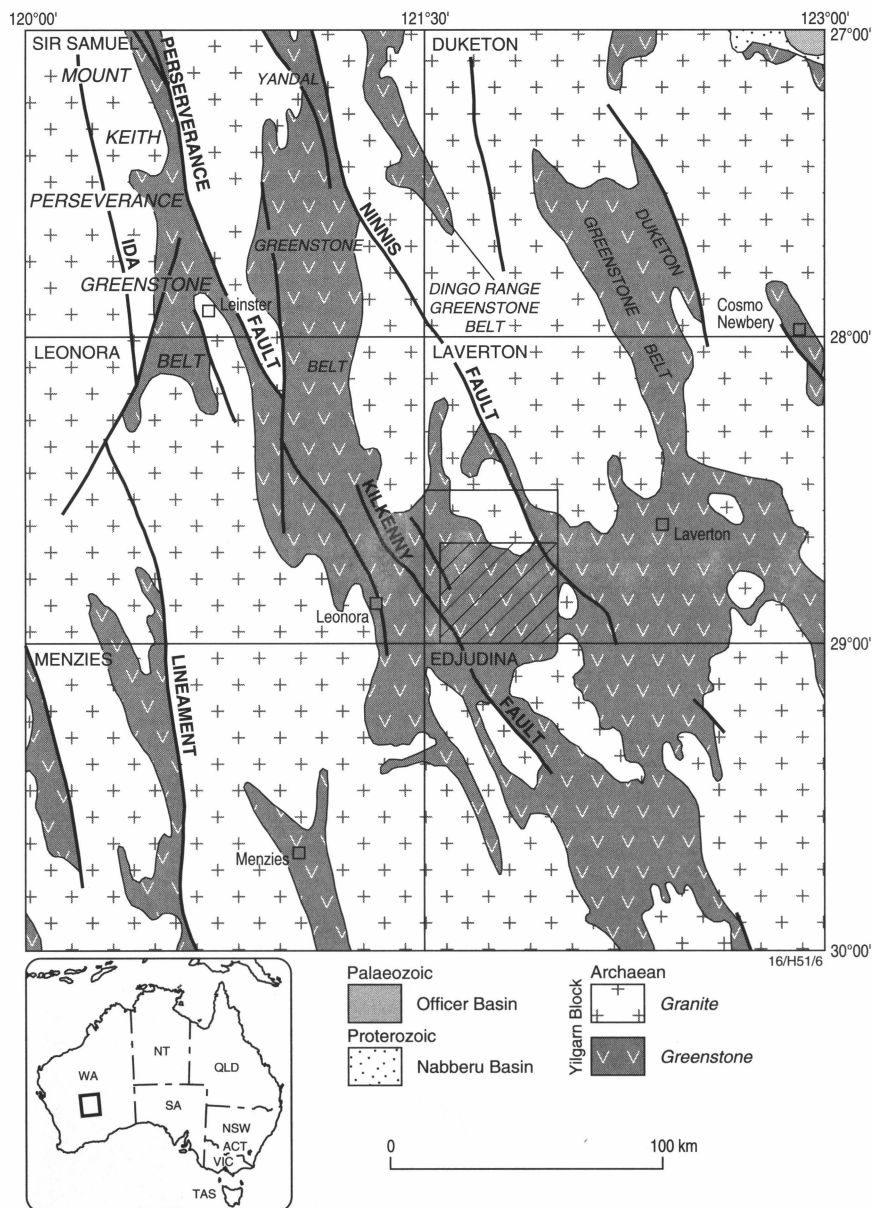 120°00'
121°30'
123°00'
27°00'
SIR SAMUEL
DUKETON
MOUNT
KEITH
PERSEVERANCE
GREENSTONE
BELT
PERSEVERANCE
FAULT
YANDAL
GREENSTONE
BELT
NINNIS
FAULT
IDA
LINEAMENT
Leinster
DINGO RANGE
GREENSTONE
BELT
DUKETON
GREENSTONE
BELT
Cosmo
Newbery
28°00'
LEONORA
LAVERTON
KILKENNY
FAULT
Laverton
Leonora
29°00'
MENZIES
EDJUDINA
Menzies
30°00'
16/H51/6
WA
NT
QLD
SA
NSW
ACT
VIC
TAS
Palaeozoic
Officer Basin
Proterozoic
Nabberu Basin
Yilgarn Block
Archaean
Granite
Greenstone
0
100 km